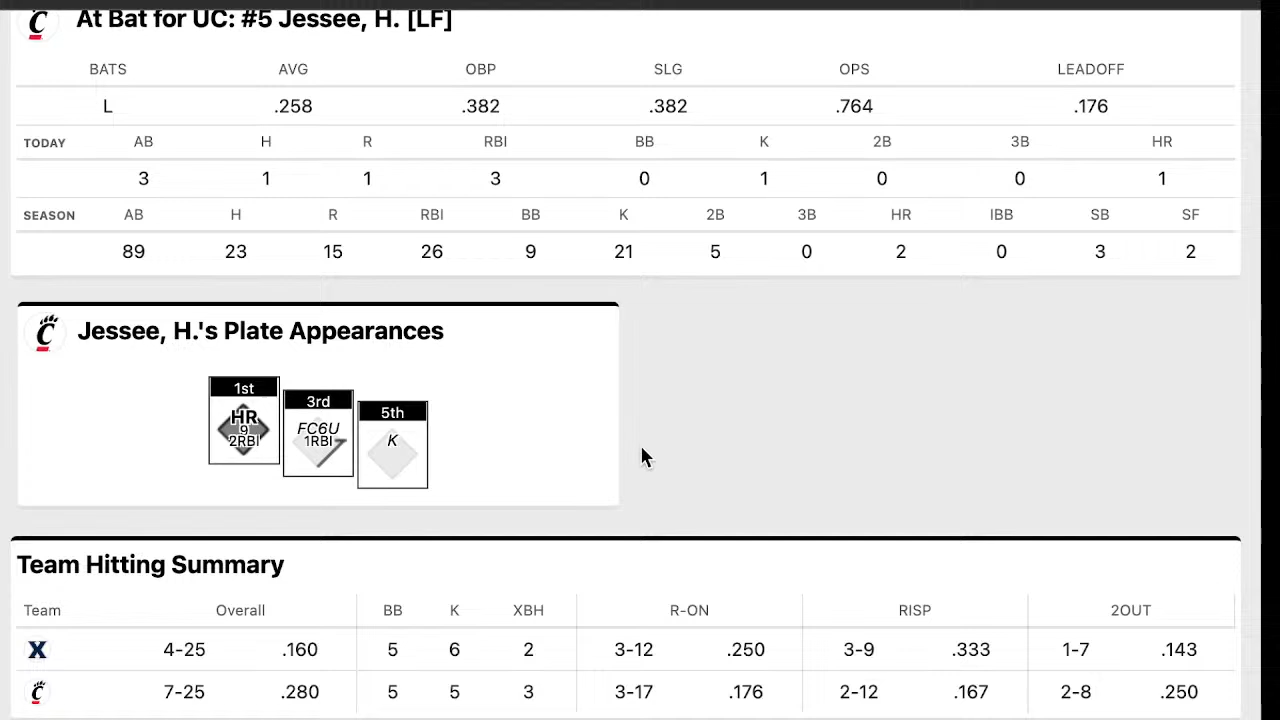 At Bat for UC: #5 Jessee, H. [LF]
BATS AVG OBP SLG OPS LEADOFF
L .258 .382 .382 .764 .176
TODAY AB H R RBI BB K 2B 3B HR
3 1 1 3 0 1 0 0 1
SEASON AB H R RBI BB K 2B 3B HR IBB SB SF
89 23 15 26 9 21 5 0 2 0 3 2
C Jessee, H.'s Plate Appearances
1st 3rd 5th
HR FC6U K
9 1RBI
2RBI
Team Hitting Summary
Team Overall BB K XBH R-ON RISP 2OUT
X 4-25 .160 5 6 2 3-12 .250 3-9 .333 1-7 .143
C 7-25 .280 5 5 3 3-17 .176 2-12 .167 2-8 .250